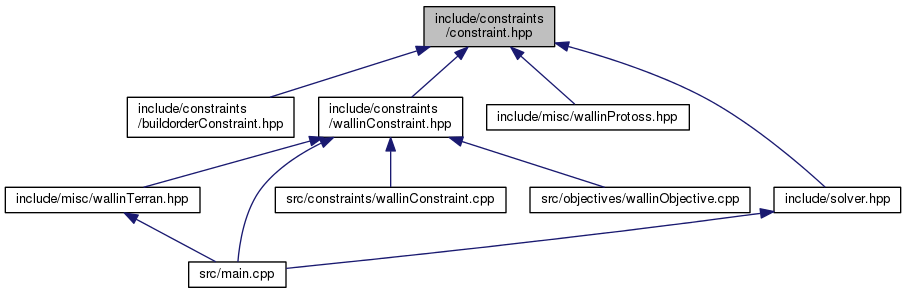 include/constraints
/constraint.hpp
include/constraints
/buildorderConstraint.hpp
include/constraints
/wallinConstraint.hpp
include/misc/wallinProtoss.hpp
include/misc/wallinTerran.hpp
src/constraints/wallinConstraint.cpp
src/objectives/wallinObjective.cpp
include/solver.hpp
src/main.cpp